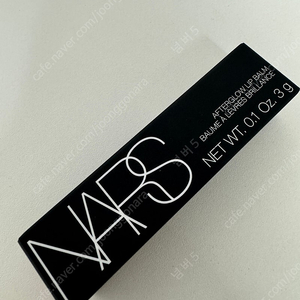 NARS
AFTERGLOW LIP BALM
BAUME À LÈVRES BRILLANCE
NET WT. 0.1 Oz. 3 g